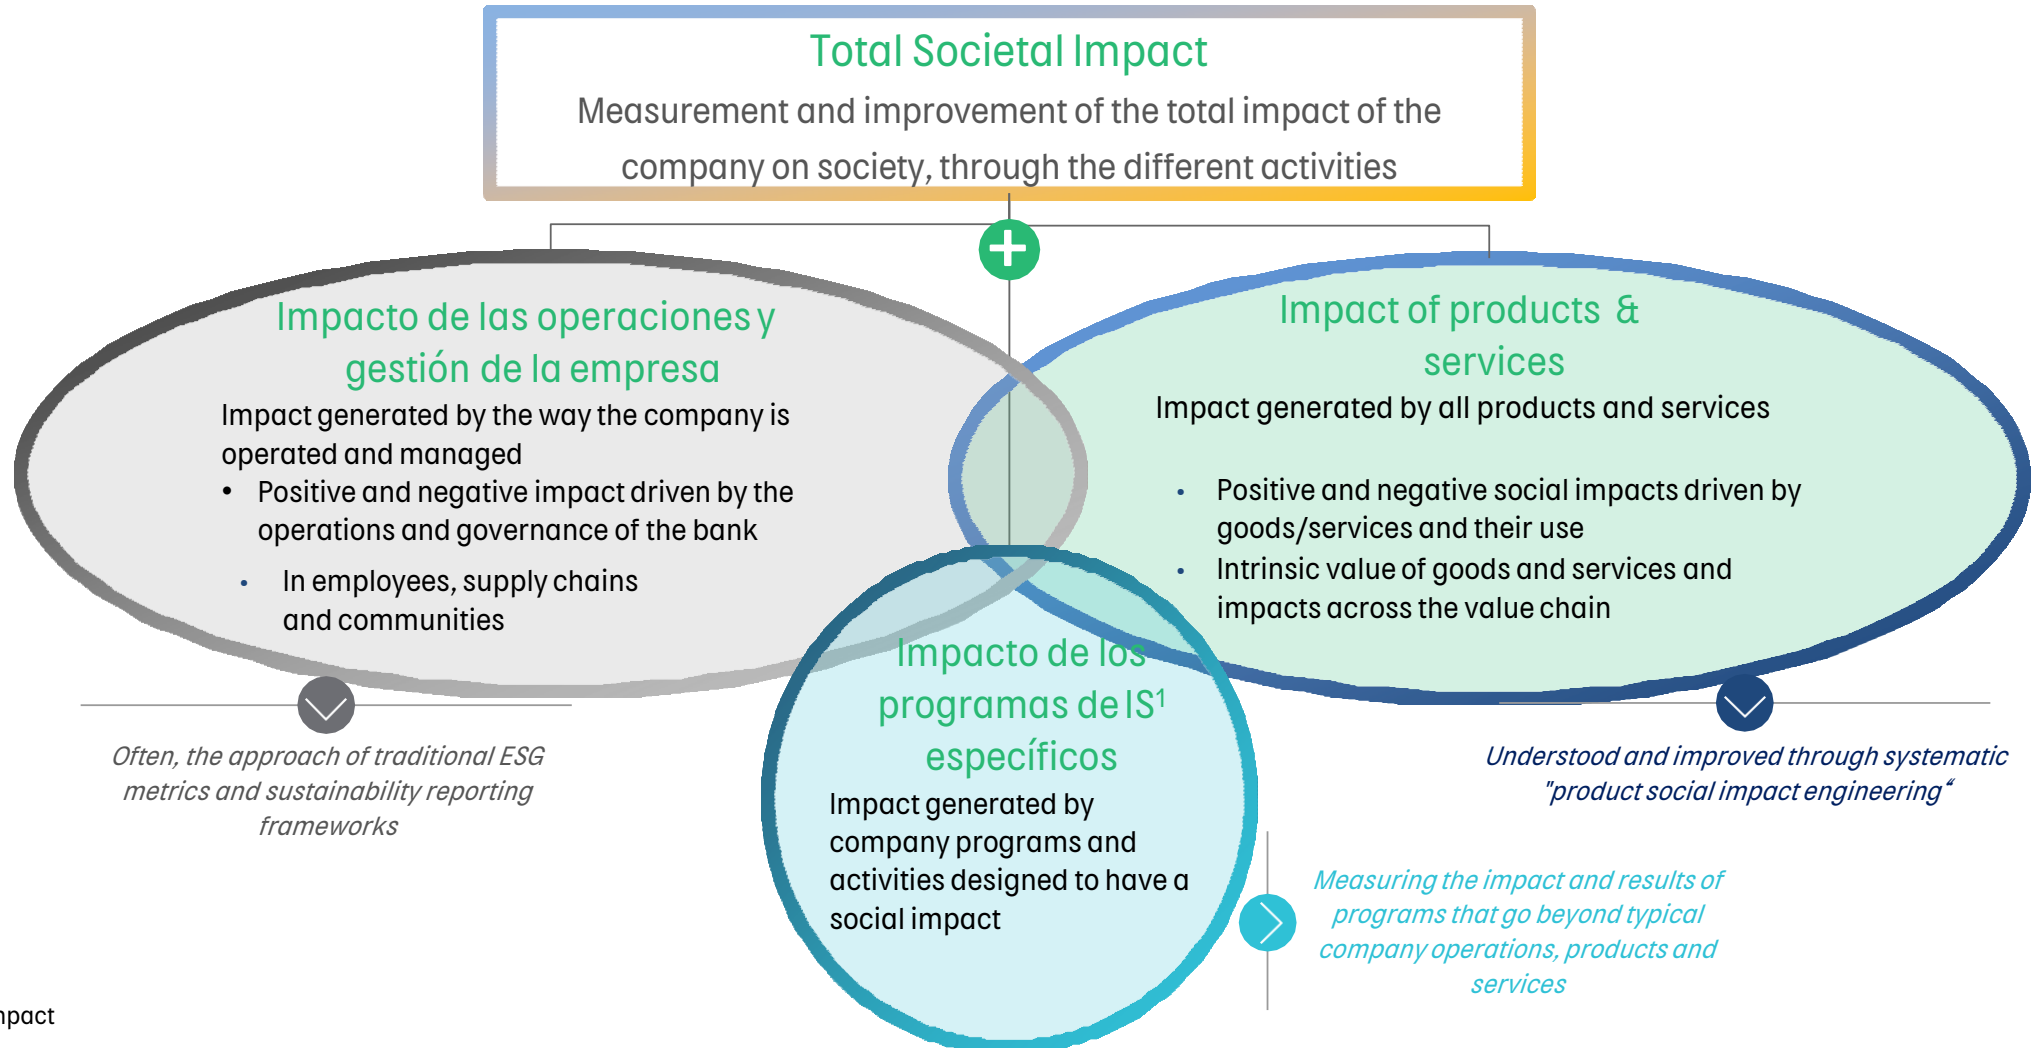 Total Societal Impact
Measurement and improvement of the total impact of the
company on society, through the different activities
Impacto de las operaciones y
gestión de la empresa
Impact generated by the way the company is
operated and managed
• Positive and negative impact driven by the
operations and governance of the bank
• In employees, supply chains
and communities
Often, the approach of traditional ESG
metrics and sustainability reporting
frameworks
Impact of products &
services
Impact generated by all products and services
• Positive and negative social impacts driven by
goods/services and their use
• Intrinsic value of goods and services and
impacts across the value chain
Understood and improved through systematic
"product social impact engineering“
Impacto de los
programas de IS¹
específicos
Impact generated by
company programs and
activities designed to have a
social impact
Measuring the impact and results of
programs that go beyond typical
company operations, products and
services